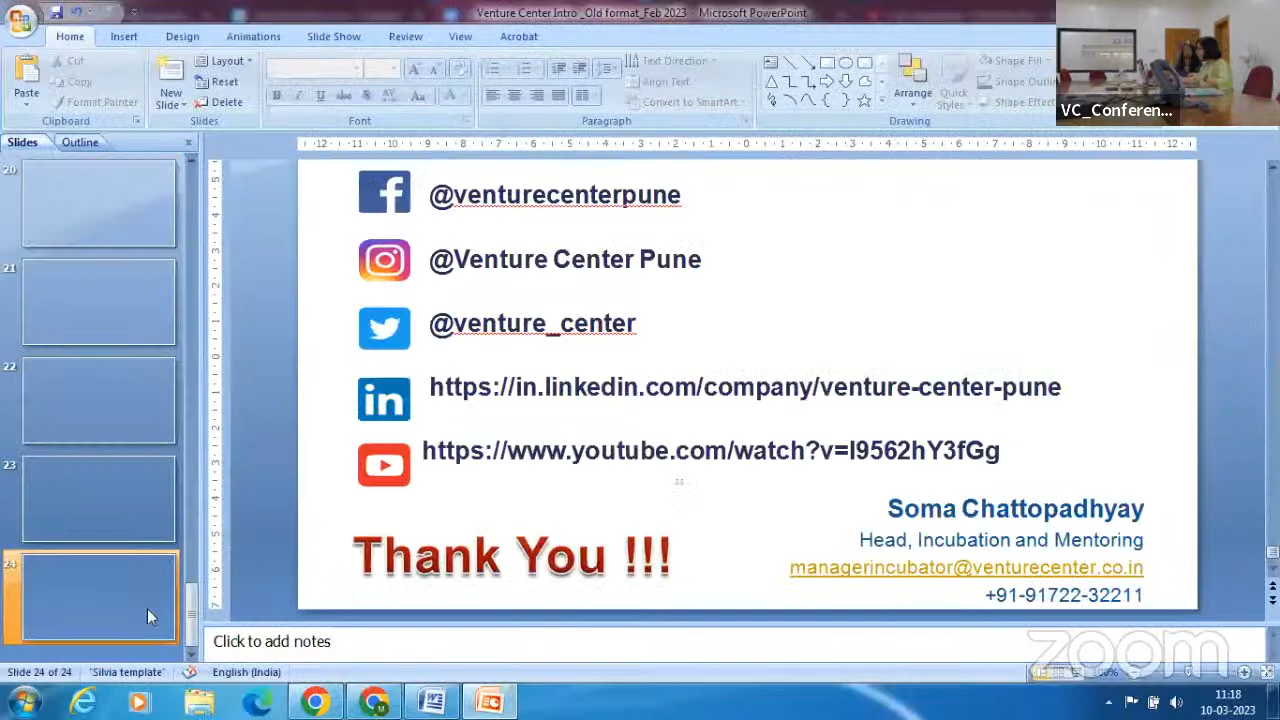 Venture Center Intro _Old format_Feb 2023 - Microsoft PowerPoint
Home Insert Design Animations Slide Show Review View Acrobat
Paste
Cut
Copy
Format Painter
Clipboard
New
Slide
Layout
Reset
Delete
Slides
Font
Text Direction
Align Text
Convert to SmartArt
Paragraph
Arrange
Quick
Styles
Shape Fill
Shape Outli
Shape Effects
Drawing
VC_Conferen...
Slides Outline
20
21
22
23
24
@venturecenterpune
@Venture Center Pune
@venture_center
https://in.linkedin.com/company/venture-center-pune
https://www.youtube.com/watch?v=I9562hY3fGg
Thank You !!!
Soma Chattopadhyay
Head, Incubation and Mentoring
managerincubator@venturecenter.co.in
+91-91722-32211
Click to add notes
zoom
Slide 24 of 24 "Silvia template" English (India) 100%
11:18
10-03-2023